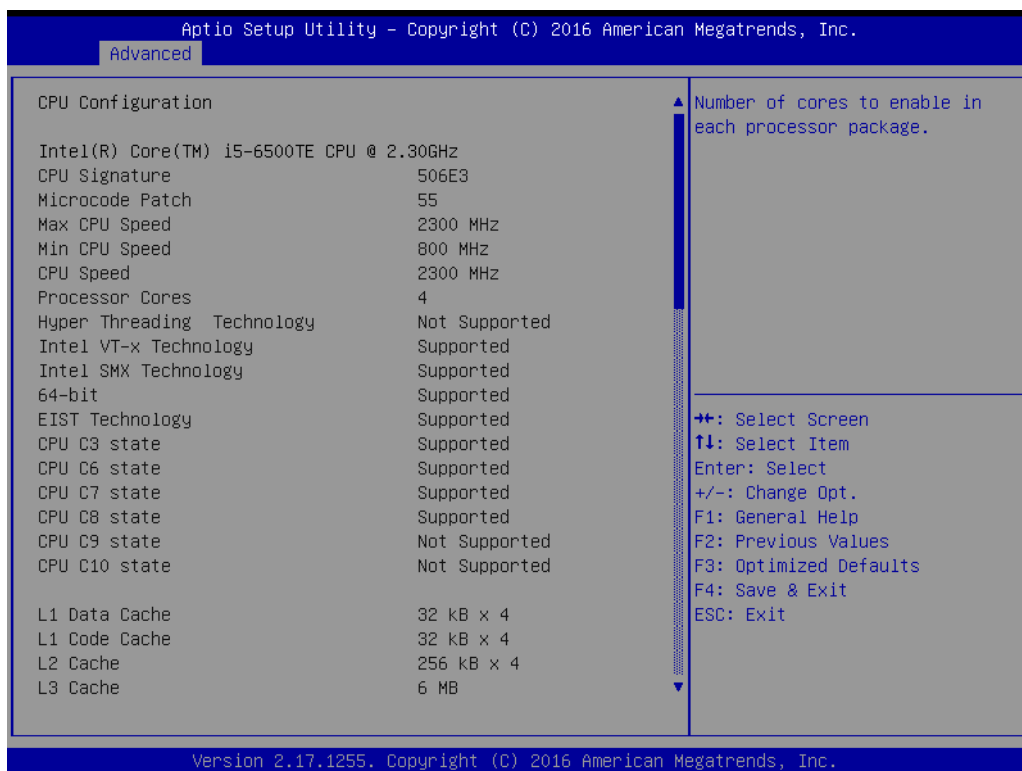 Aptio Setup Utility – Copyright (C) 2016 American Megatrends, Inc.
Advanced
CPU Configuration
Intel(R) Core(TM) i5-6500TE CPU @ 2.30GHz
CPU Signature 506E3
Microcode Patch 55
Max CPU Speed 2300 MHz
Min CPU Speed 800 MHz
CPU Speed 2300 MHz
Processor Cores 4
Hyper Threading Technology Not Supported
Intel VT-x Technology Supported
Intel SMX Technology Supported
64-bit Supported
EIST Technology Supported
CPU C3 state Supported
CPU C6 state Supported
CPU C7 state Supported
CPU C8 state Supported
CPU C9 state Not Supported
CPU C10 state Not Supported
L1 Data Cache 32 kB x 4
L1 Code Cache 32 kB x 4
L2 Cache 256 kB x 4
L3 Cache 6 MB
Number of cores to enable in
each processor package.
→←: Select Screen
↑↓: Select Item
Enter: Select
+/-: Change Opt.
F1: General Help
F2: Previous Values
F3: Optimized Defaults
F4: Save & Exit
ESC: Exit
Version 2.17.1255. Copyright (C) 2016 American Megatrends, Inc.